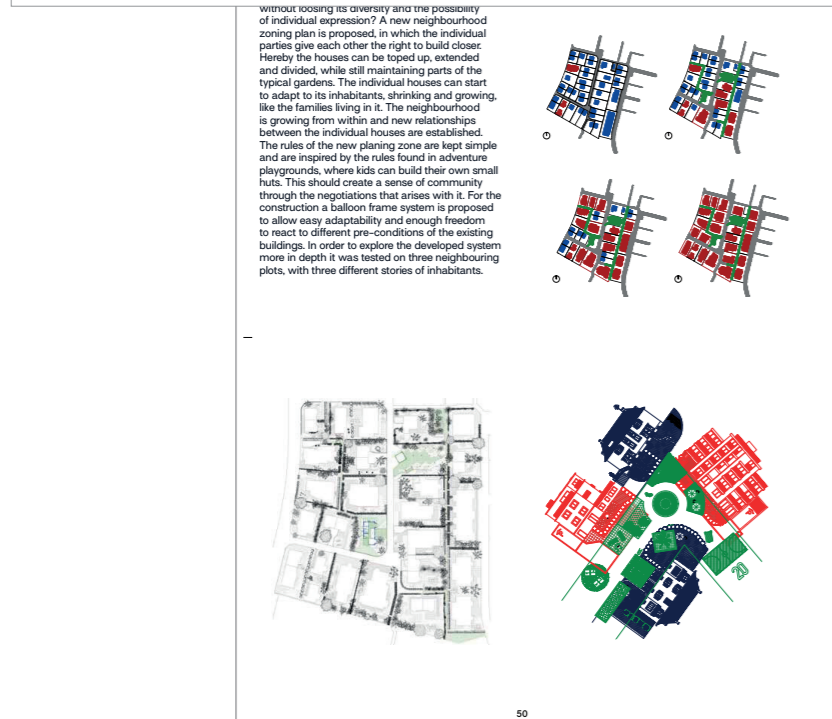 without loosing its diversity and the possibility
of individual expression? A new neighbourhood
zoning plan is proposed, in which the individual
parties give each other the right to build closer.
Hereby the houses can be toped up, extended
and divided, while still maintaining parts of the
typical gardens. The individual houses can start
to adapt to its inhabitants, shrinking and growing,
like the families living in it. The neighbourhood
is growing from within and new relationships
between the individual houses are established.
The rules of the new planing zone are kept simple
and are inspired by the rules found in adventure
playgrounds, where kids can build their own small
huts. This should create a sense of community
through the negotiations that arises with it. For the
construction a balloon frame system is proposed
to allow easy adaptability and enough freedom
to react to different pre-conditions of the existing
buildings. In order to explore the developed system
more in depth it was tested on three neighbouring
plots, with three different stories of inhabitants.
—
20
50